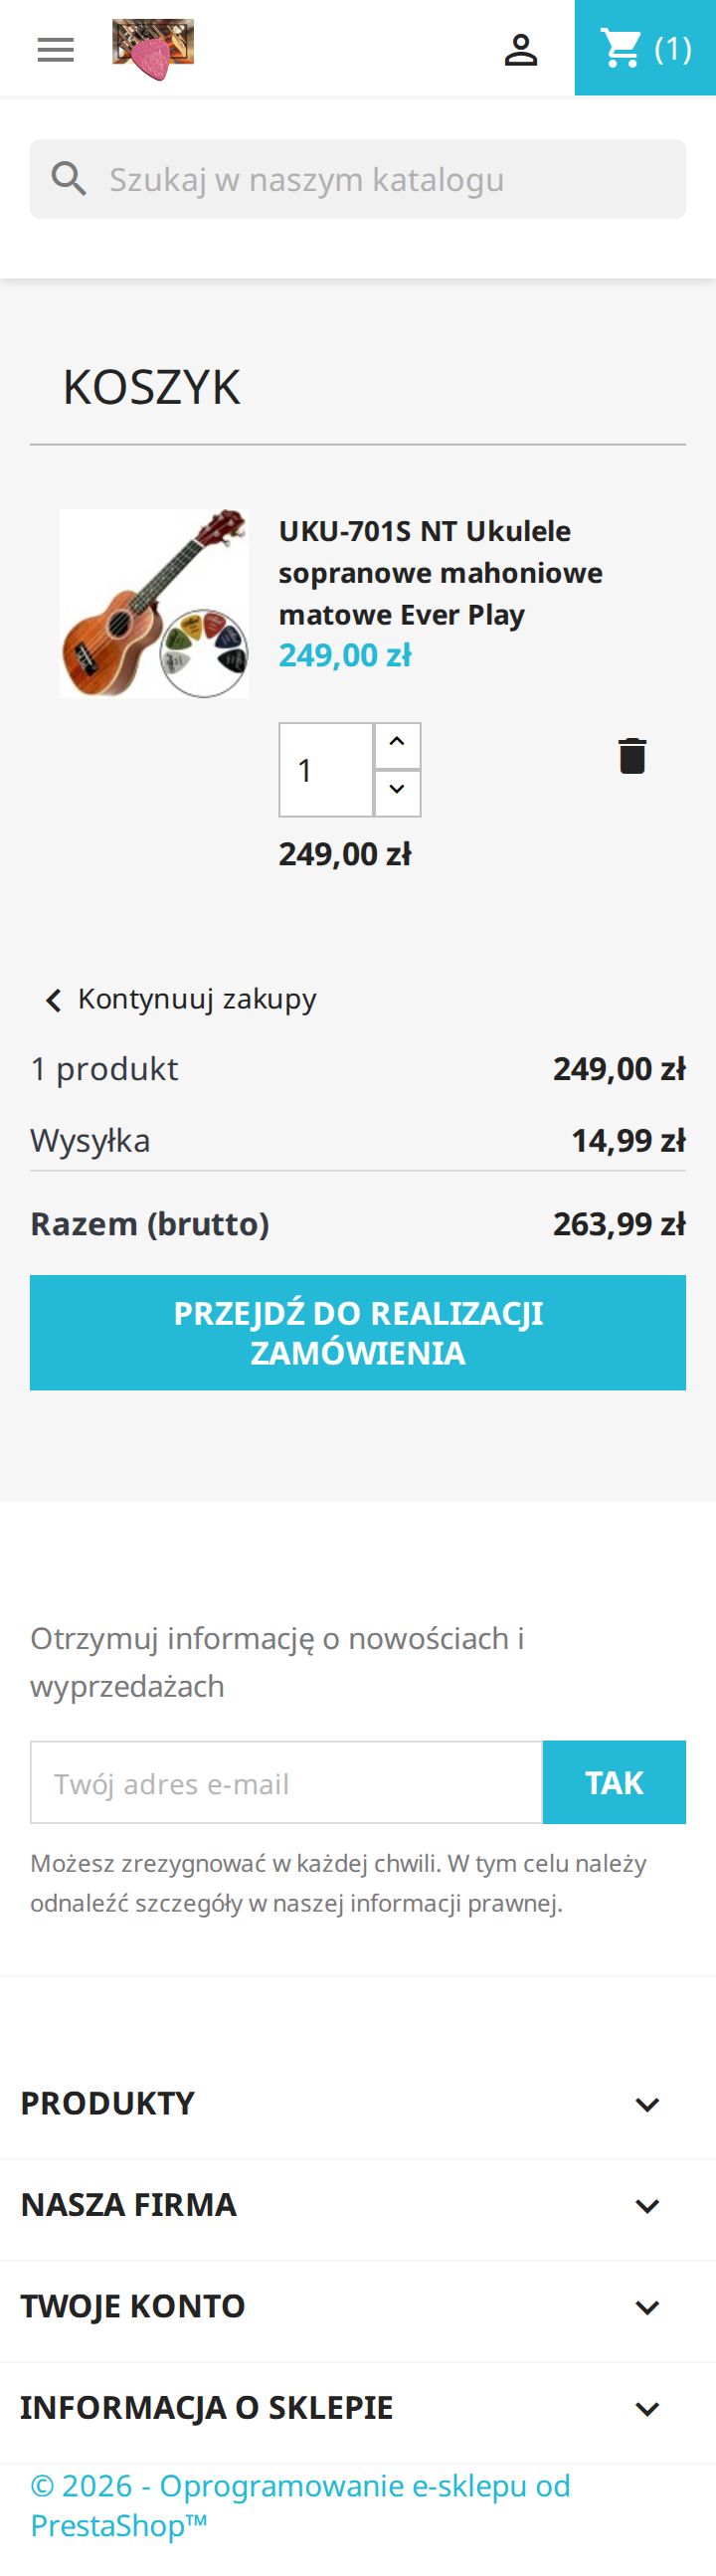 (1)
Szukaj w naszym katalogu
KOSZYK
UKU-701S NT Ukulele
sopranowe mahoniowe
matowe Ever Play
249,00 zł
1
249,00 zł
Kontynuuj zakupy
1 produkt 249,00 zł
Wysyłka 14,99 zł
Razem (brutto) 263,99 zł
PRZEJDŹ DO REALIZACJI
ZAMÓWIENIA
Otrzymuj informację o nowościach i
wyprzedażach
Twój adres e-mail TAK
Możesz zrezygnować w każdej chwili. W tym celu należy
odnaleźć szczegóły w naszej informacji prawnej.
PRODUKTY
NASZA FIRMA
TWOJE KONTO
INFORMACJA O SKLEPIE
© 2026 - Oprogramowanie e-sklepu od
PrestaShop™